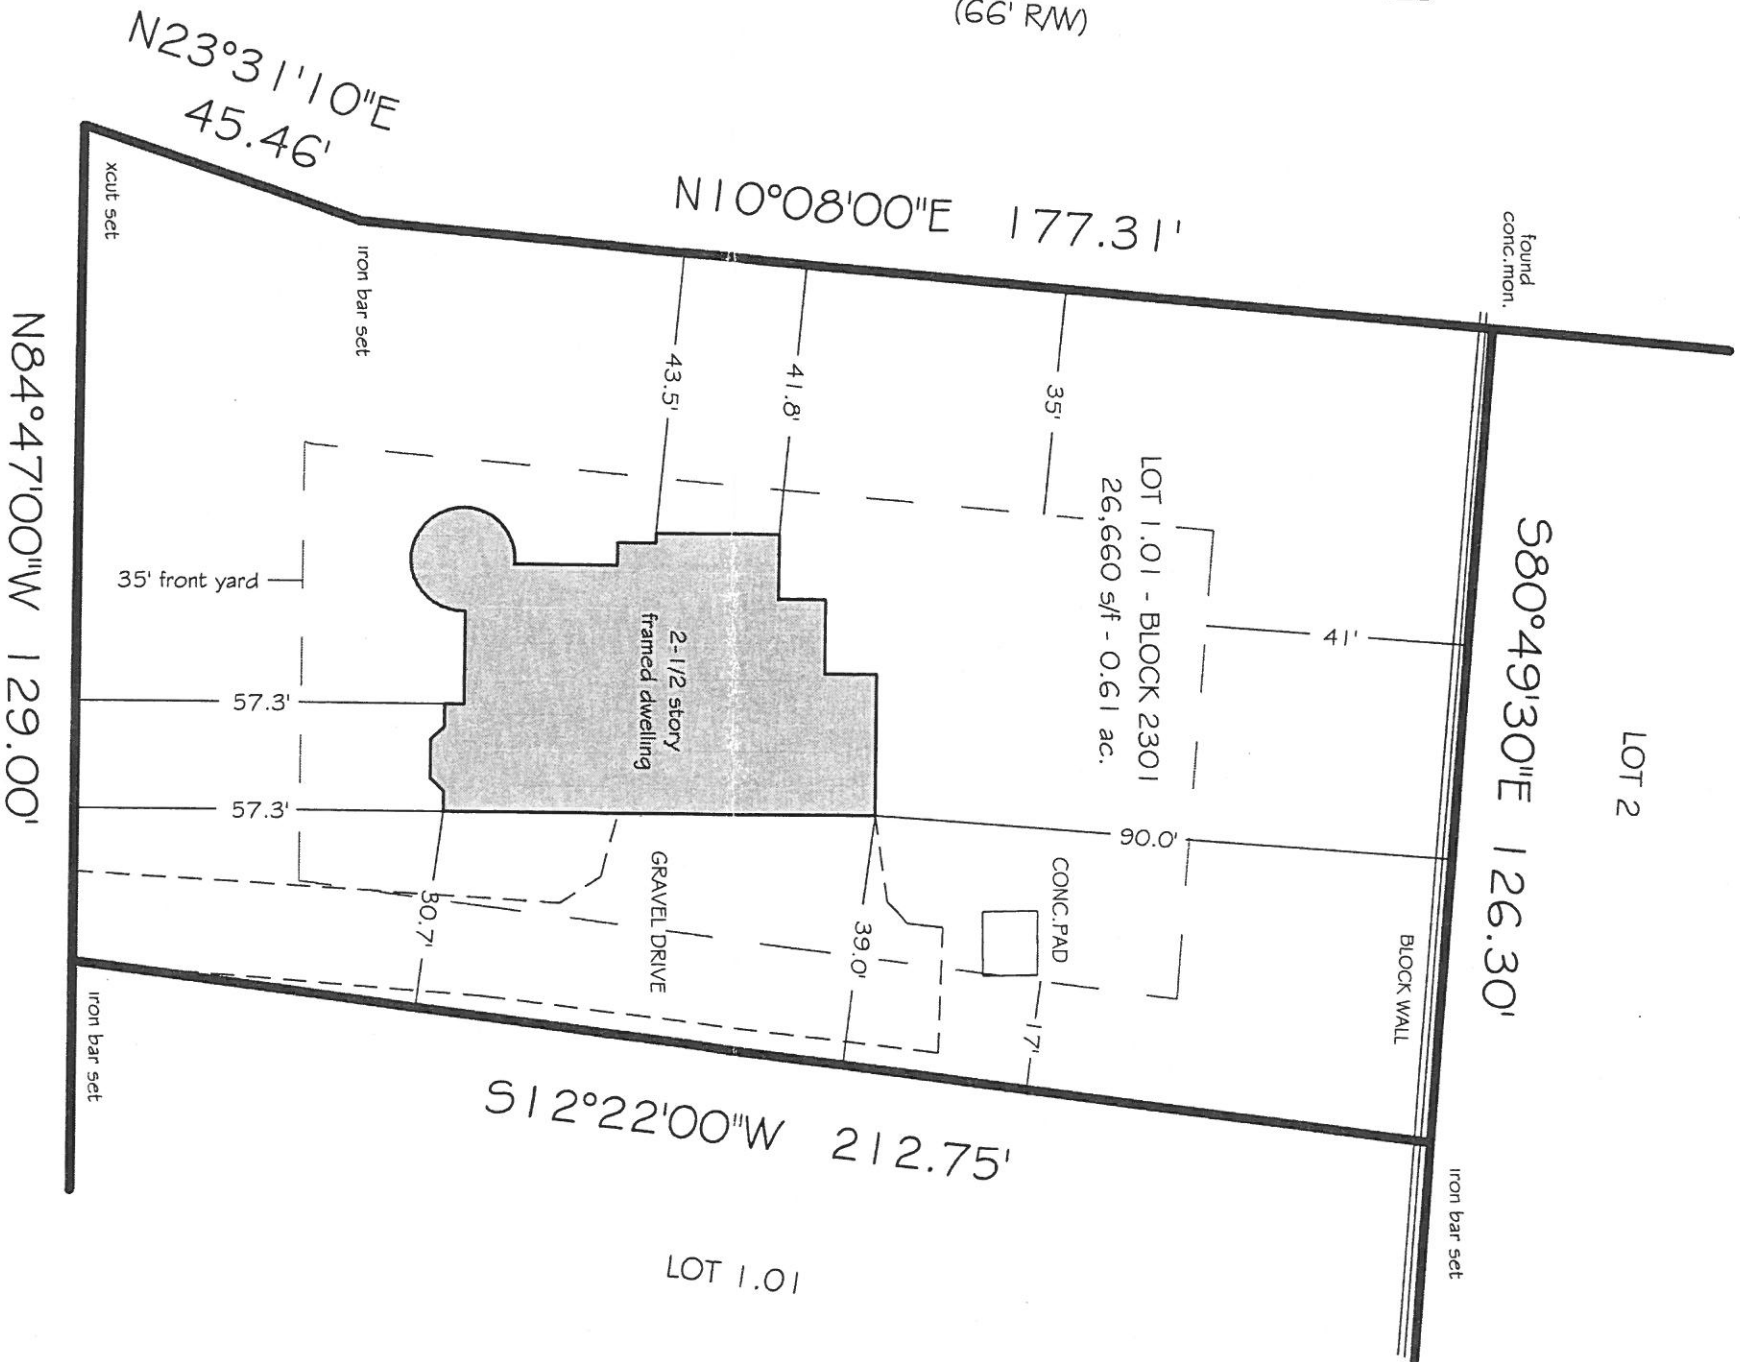 (66' R/W)
N23°31'10"E
45.46'
N10°08'00"E 177.31'
found
conc.mon.
xcut set
iron bar set
43.5'
41.8'
35'
LOT 1.01 - BLOCK 2301
26,660 s/f - 0.61 ac.
41'
S80°49'30"E 126.30'
LOT 2
N84°47'00"W 129.00'
35' front yard
2-1/2 story
framed dwelling
57.3'
57.3'
90.0'
30.7'
GRAVEL DRIVE
39.0'
CONC.PAD
17'
BLOCK WALL
iron bar set
S12°22'00"W 212.75'
iron bar set
LOT 1.01